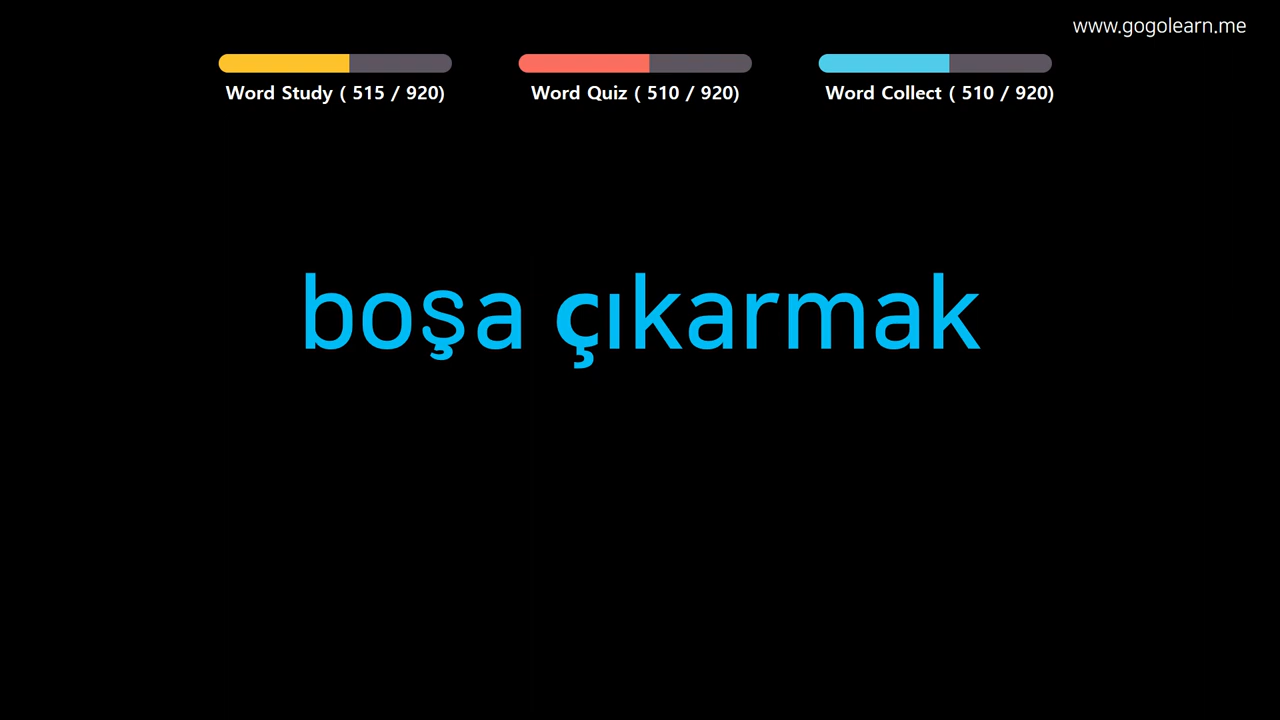 www.gogolearn.me
Word Study ( 515 / 920)
Word Quiz ( 510 / 920)
Word Collect ( 510 / 920)
boşa çıkarmak